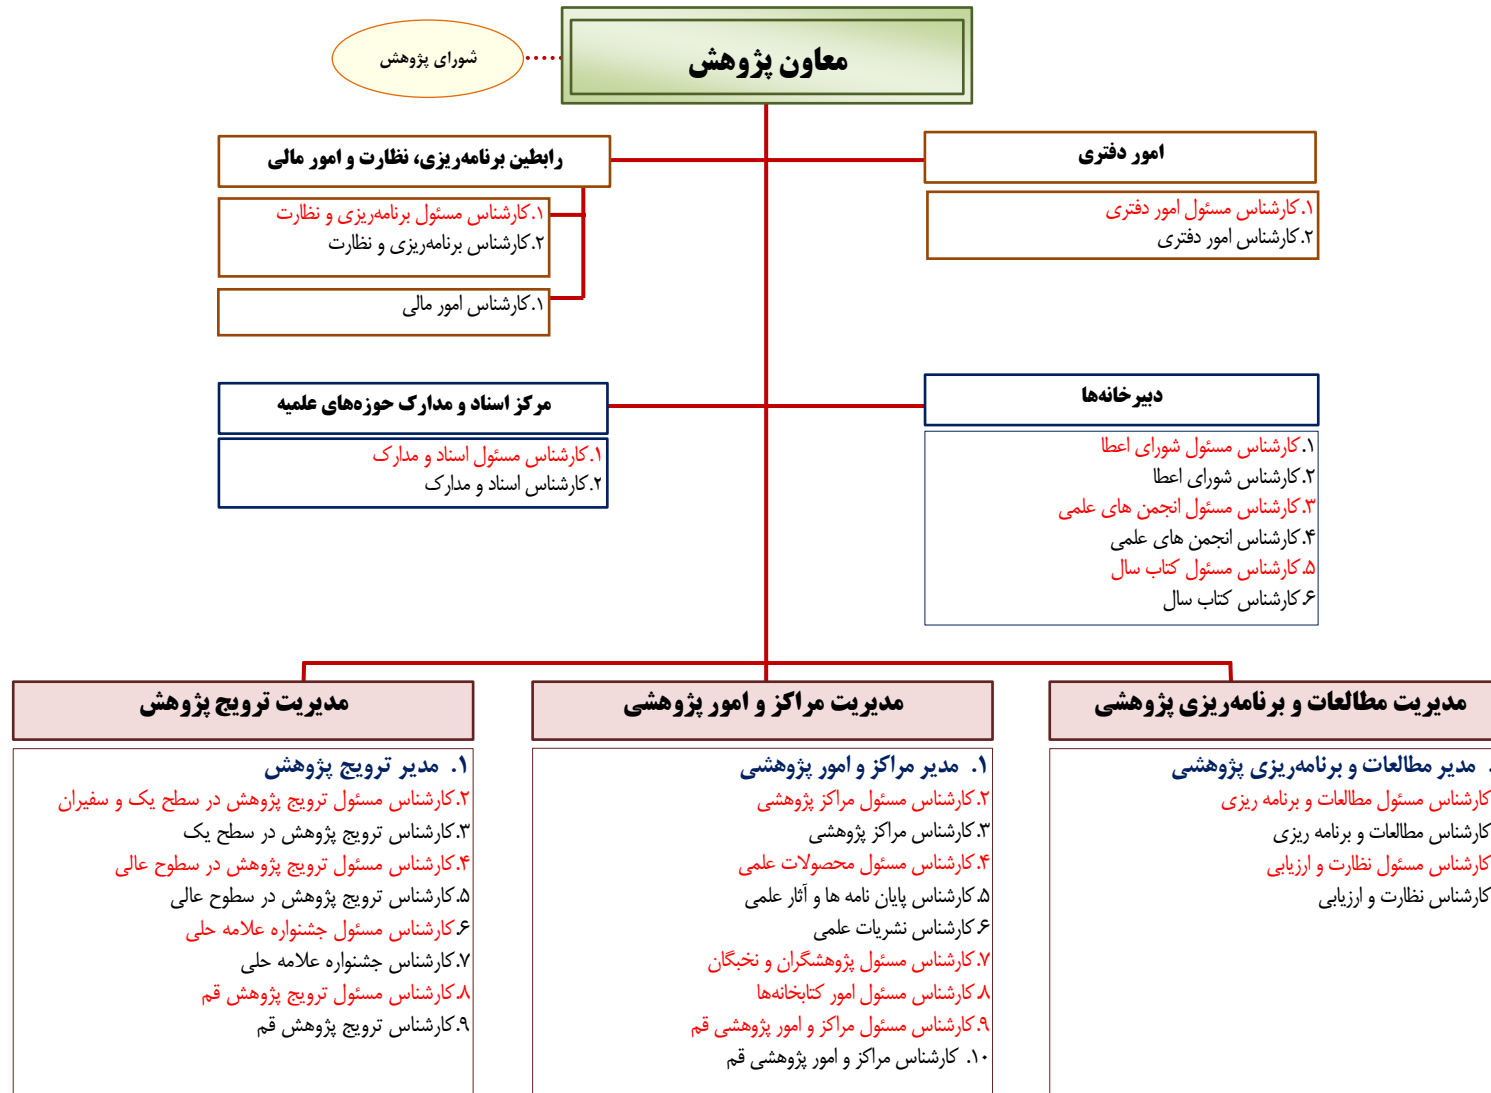 معاون پژوهش
شورای پژوهش
امور دفتری
۱.کارشناس مسئول امور دفتری
۲.کارشناس امور دفتری
رابطین برنامه‌ریزی، نظارت و امور مالی
۱.کارشناس مسئول برنامه‌ریزی و نظارت
۲.کارشناس برنامه‌ریزی و نظارت
۱.کارشناس امور مالی
دبیرخانه‌ها
۱.کارشناس مسئول شورای اعطا
۲.کارشناس شورای اعطا
۳.کارشناس مسئول انجمن های علمی
۴.کارشناس انجمن های علمی
۵.کارشناس مسئول کتاب سال
۶.کارشناس کتاب سال
مرکز اسناد و مدارک حوزه‌های علمیه
۱.کارشناس مسئول اسناد و مدارک
۲.کارشناس اسناد و مدارک
مدیریت مطالعات و برنامه‌ریزی پژوهشی
. مدیر مطالعات و برنامه‌ریزی پژوهشی
کارشناس مسئول مطالعات و برنامه ریزی
کارشناس مطالعات و برنامه ریزی
کارشناس مسئول نظارت و ارزیابی
کارشناس نظارت و ارزیابی
مدیریت مراکز و امور پژوهشی
۱. مدیر مراکز و امور پژوهشی
۲.کارشناس مسئول مراکز پژوهشی
۳.کارشناس مراکز پژوهشی
۴.کارشناس مسئول محصولات علمی
۵.کارشناس پایان نامه ها و آثار علمی
۶.کارشناس نشریات علمی
۷.کارشناس مسئول پژوهشگران و نخبگان
۸.کارشناس مسئول امور کتابخانه‌ها
۹.کارشناس مسئول مراکز و امور پژوهشی قم
۱۰. کارشناس مراکز و امور پژوهشی قم
مدیریت ترویج پژوهش
۱. مدیر ترویج پژوهش
۲.کارشناس مسئول ترویج پژوهش در سطح یک و سفیران
۳.کارشناس ترویج پژوهش در سطح یک
۴.کارشناس مسئول ترویج پژوهش در سطوح عالی
۵.کارشناس ترویج پژوهش در سطوح عالی
۶.کارشناس مسئول جشنواره علامه حلی
۷.کارشناس جشنواره علامه حلی
۸.کارشناس مسئول ترویج پژوهش قم
۹.کارشناس ترویج پژوهش قم